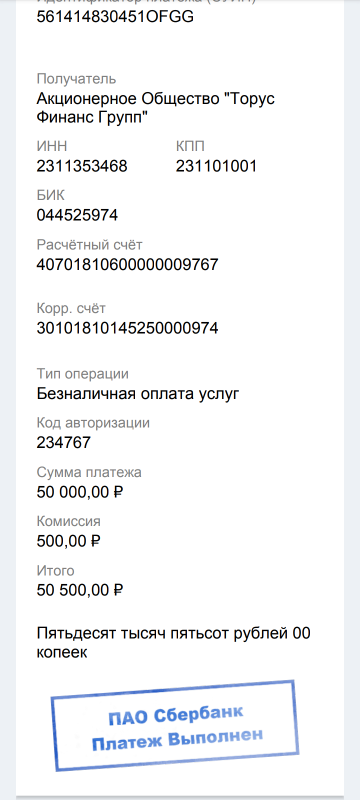 561414830451OFGG
Получатель
Акционерное Общество "Торус
Финанс Групп"
ИНН КПП
2311353468 231101001
БИК
044525974
Расчётный счёт
40701810600000009767
Корр. счёт
30101810145250000974
Тип операции
Безналичная оплата услуг
Код авторизации
234767
Сумма платежа
50 000,00 ₽
Комиссия
500,00 ₽
Итого
50 500,00 ₽
Пятьдесят тысяч пятьсот рублей 00
копеек
ПАО Сбербанк
Платеж Выполнен